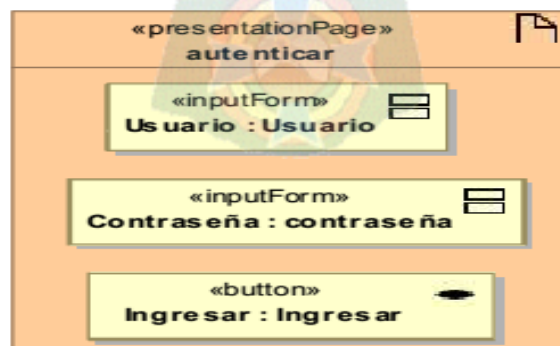 «presentationPage»
autenticar
«inputForm»
Usuario : Usuario
«inputForm»
Contraseña : contraseña
«button»
Ingresar : Ingresar